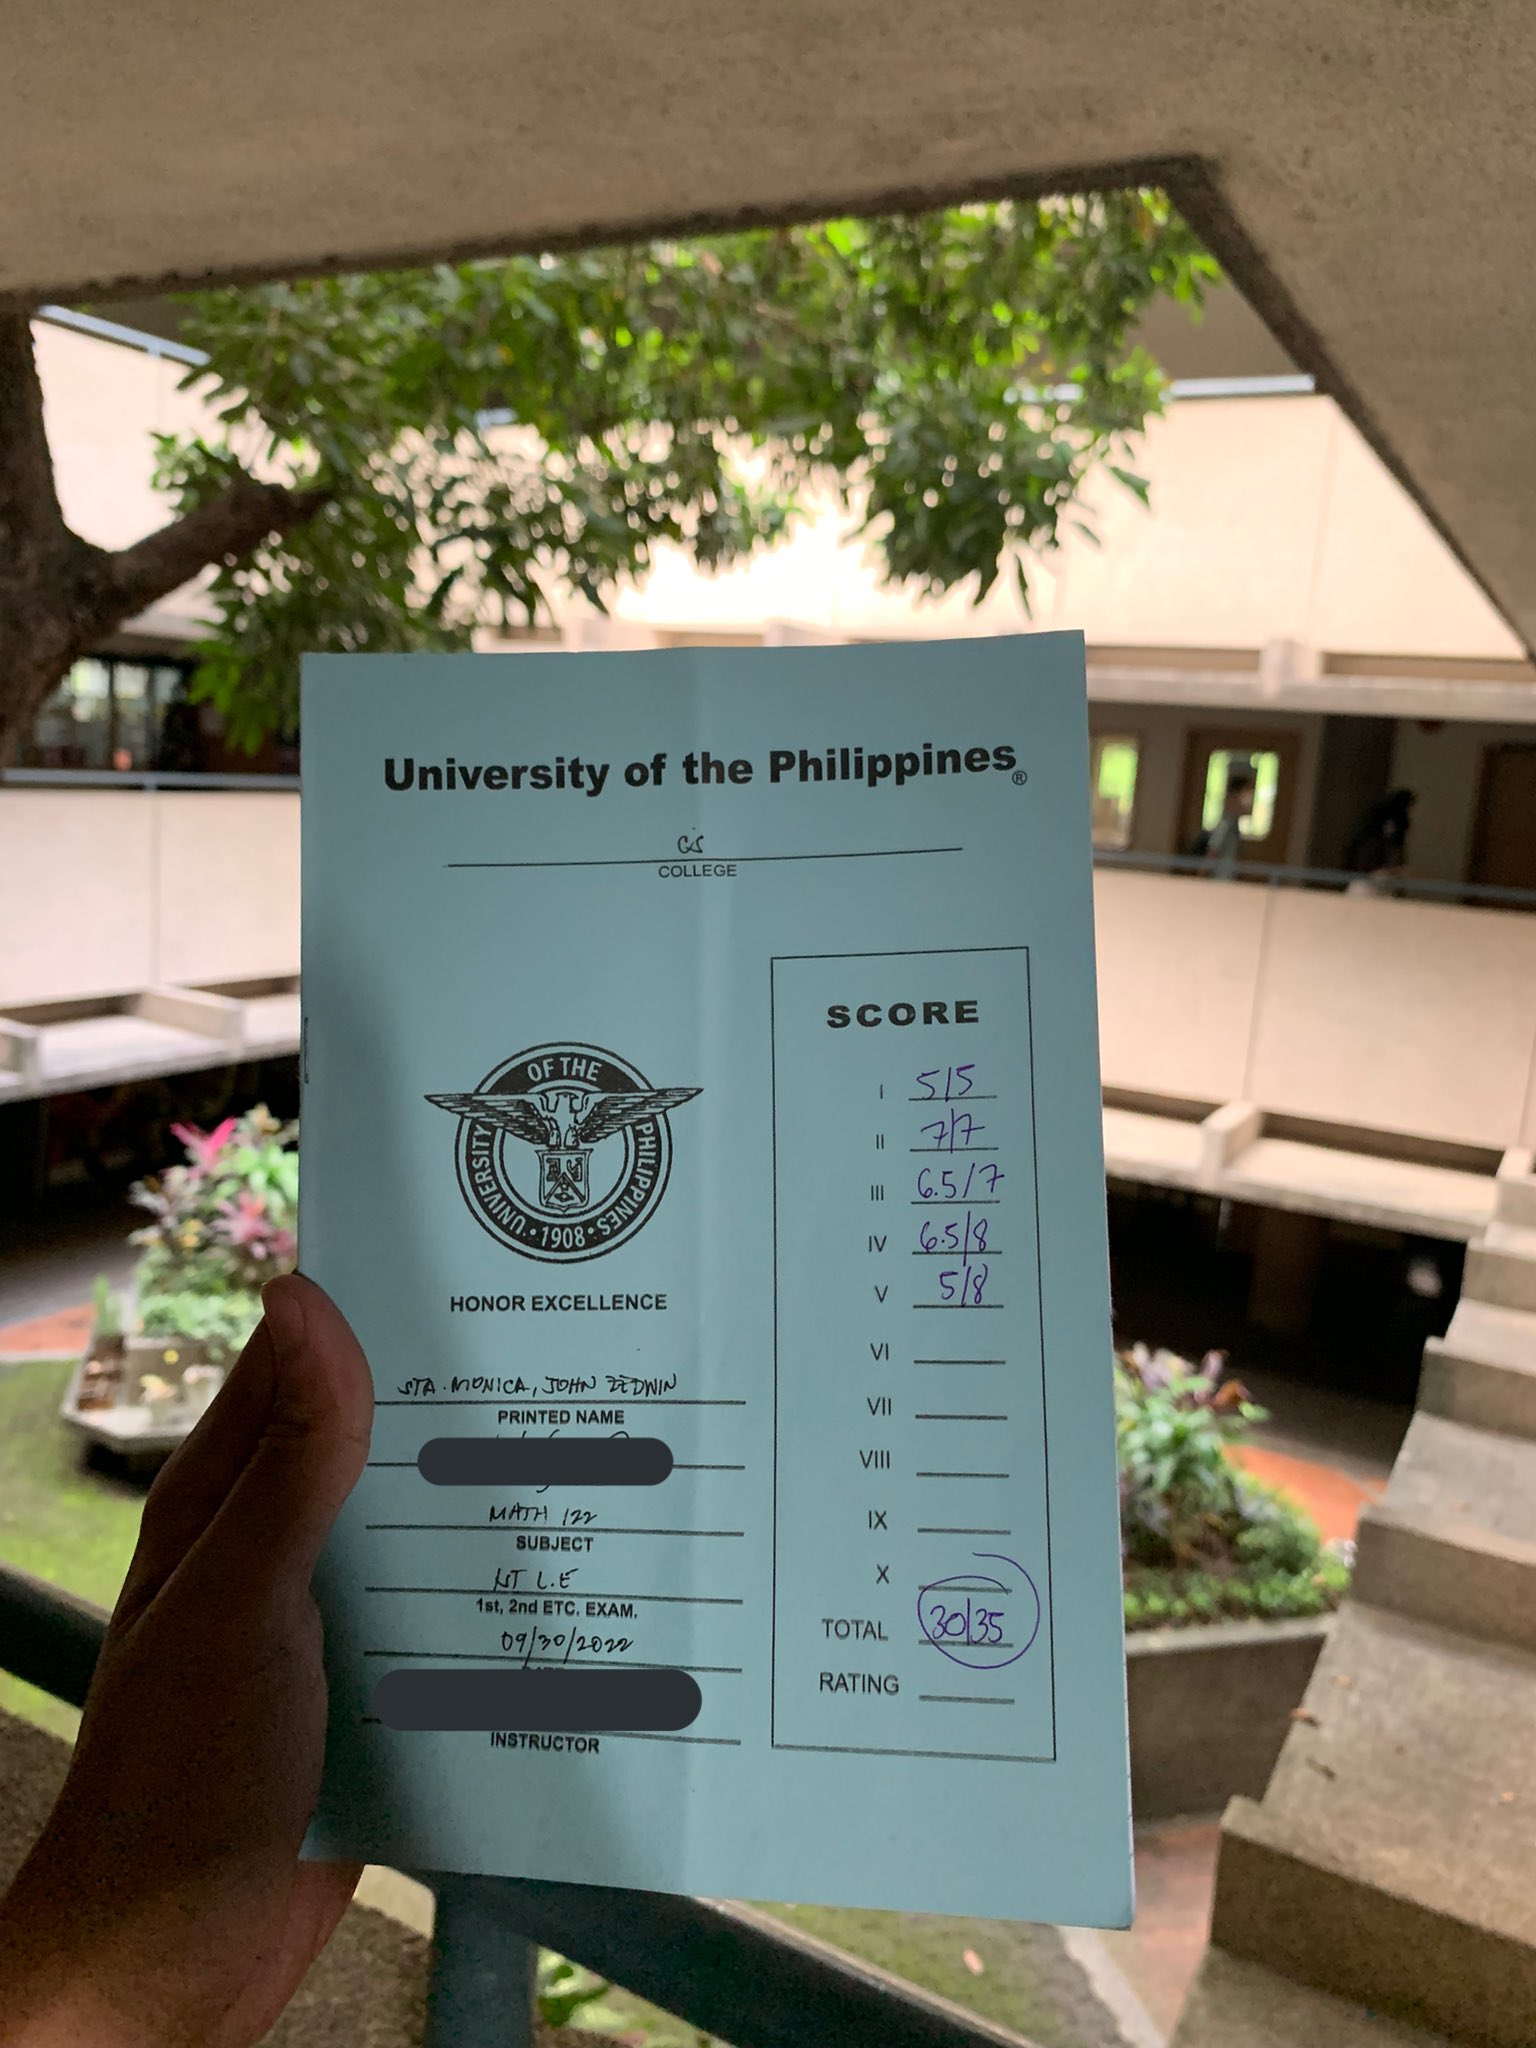 University of the Philippines®
CS
COLLEGE
SCORE
I 5/5
II 7/7
III 6.5/7
IV 6.5/8
V 5/8
VI
VII
VIII
IX
X
TOTAL 30/35
RATING
UNIVERSITY OF THE PHILIPPINES
1908
HONOR EXCELLENCE
STA. MONICA, JOHN ZEDWIN
PRINTED NAME
MATH 122
SUBJECT
1ST L.E
1st, 2nd ETC. EXAM.
09/30/2022
INSTRUCTOR